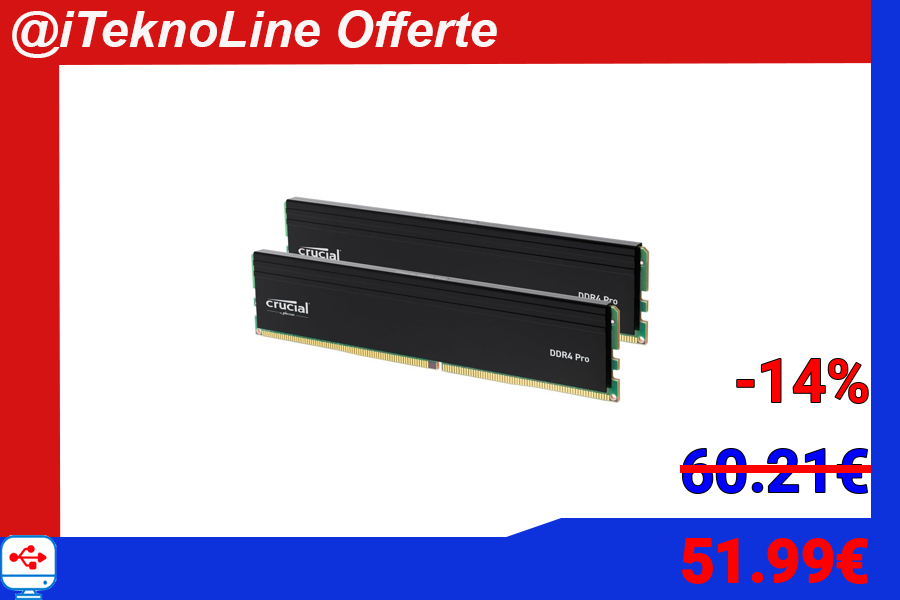 @iTeknoLine Offerte
crucial
DDR4 Pro
crucial
DDR4 Pro
-14%
60.21€
51.99€